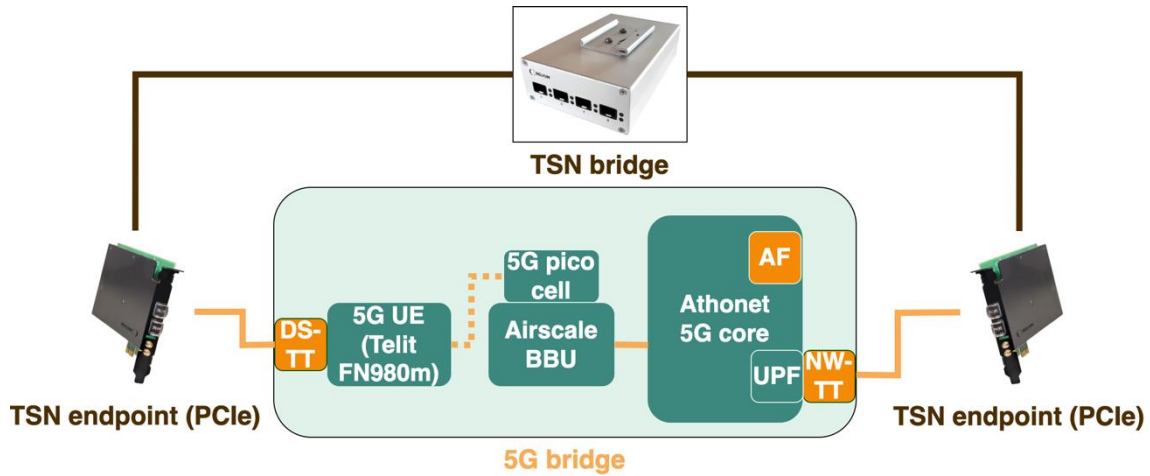 TSN bridge
5G pico
cell
AF
Athonet
5G core
5G UE
(Telit
FN980m)
DS-
TT
Airscale
BBU
UPF
NW-
TT
TSN endpoint (PCIe)
TSN endpoint (PCIe)
5G bridge